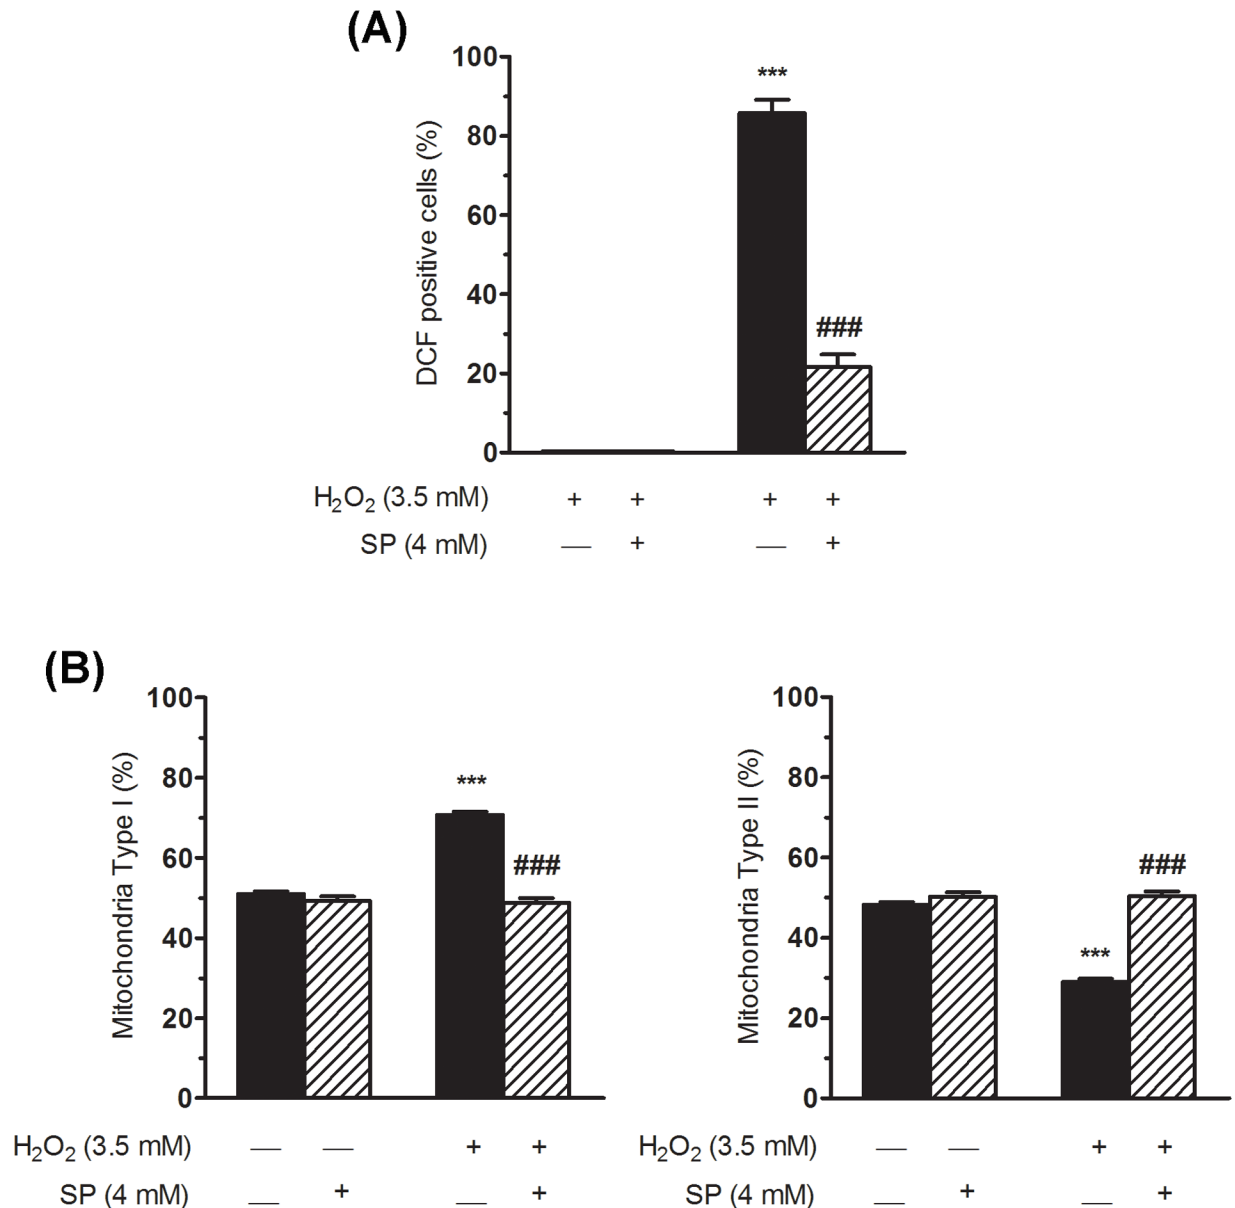 (A)
DCF positive cells (%)
100
80
60
40
20
0
***
###
H₂O₂ (3.5 mM) + + + +
SP (4 mM) — + — +
(B)
Mitochondria Type I (%)
100
80
60
40
20
0
***
###
H₂O₂ (3.5 mM) — — + +
SP (4 mM) — + — +
Mitochondria Type II (%)
100
80
60
40
20
0
***
###
H₂O₂ (3.5 mM) — — + +
SP (4 mM) — + — +